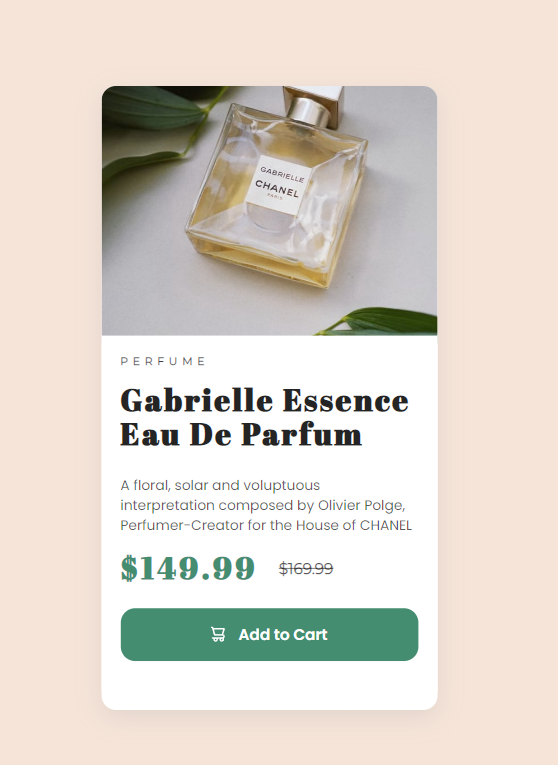 GABRIELLE
CHANEL
PARIS
PERFUME
Gabrielle Essence
Eau De Parfum
A floral, solar and voluptuous
interpretation composed by Olivier Polge,
Perfumer-Creator for the House of CHANEL
$149.99 $169.99
Add to Cart